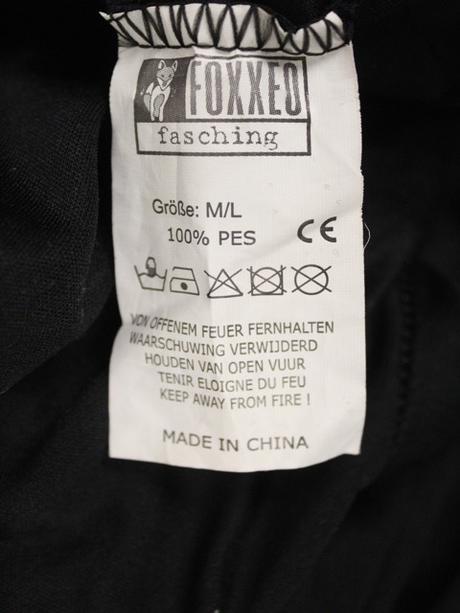 FOXXEO
fasching
Größe: M/L
100% PES
CE
VON OFFENEM FEUER FERNHALTEN
WAARSCHUWING VERWIJDERD
HOUDEN VAN OPEN VUUR
TENIR ELOIGNE DU FEU
KEEP AWAY FROM FIRE !
MADE IN CHINA